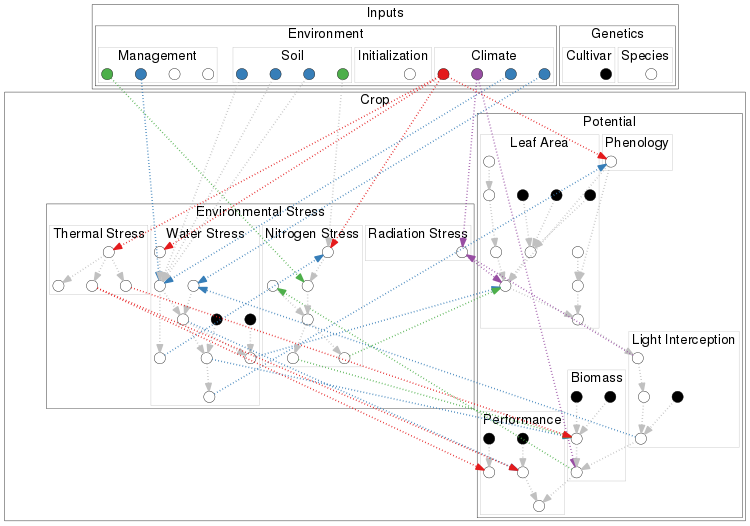 Inputs
Environment
Genetics
Management
Soil
Initialization
Climate
Cultivar
Species
Crop
Potential
Leaf Area
Phenology
Environmental Stress
Thermal Stress
Water Stress
Nitrogen Stress
Radiation Stress
Light Interception
Biomass
Performance